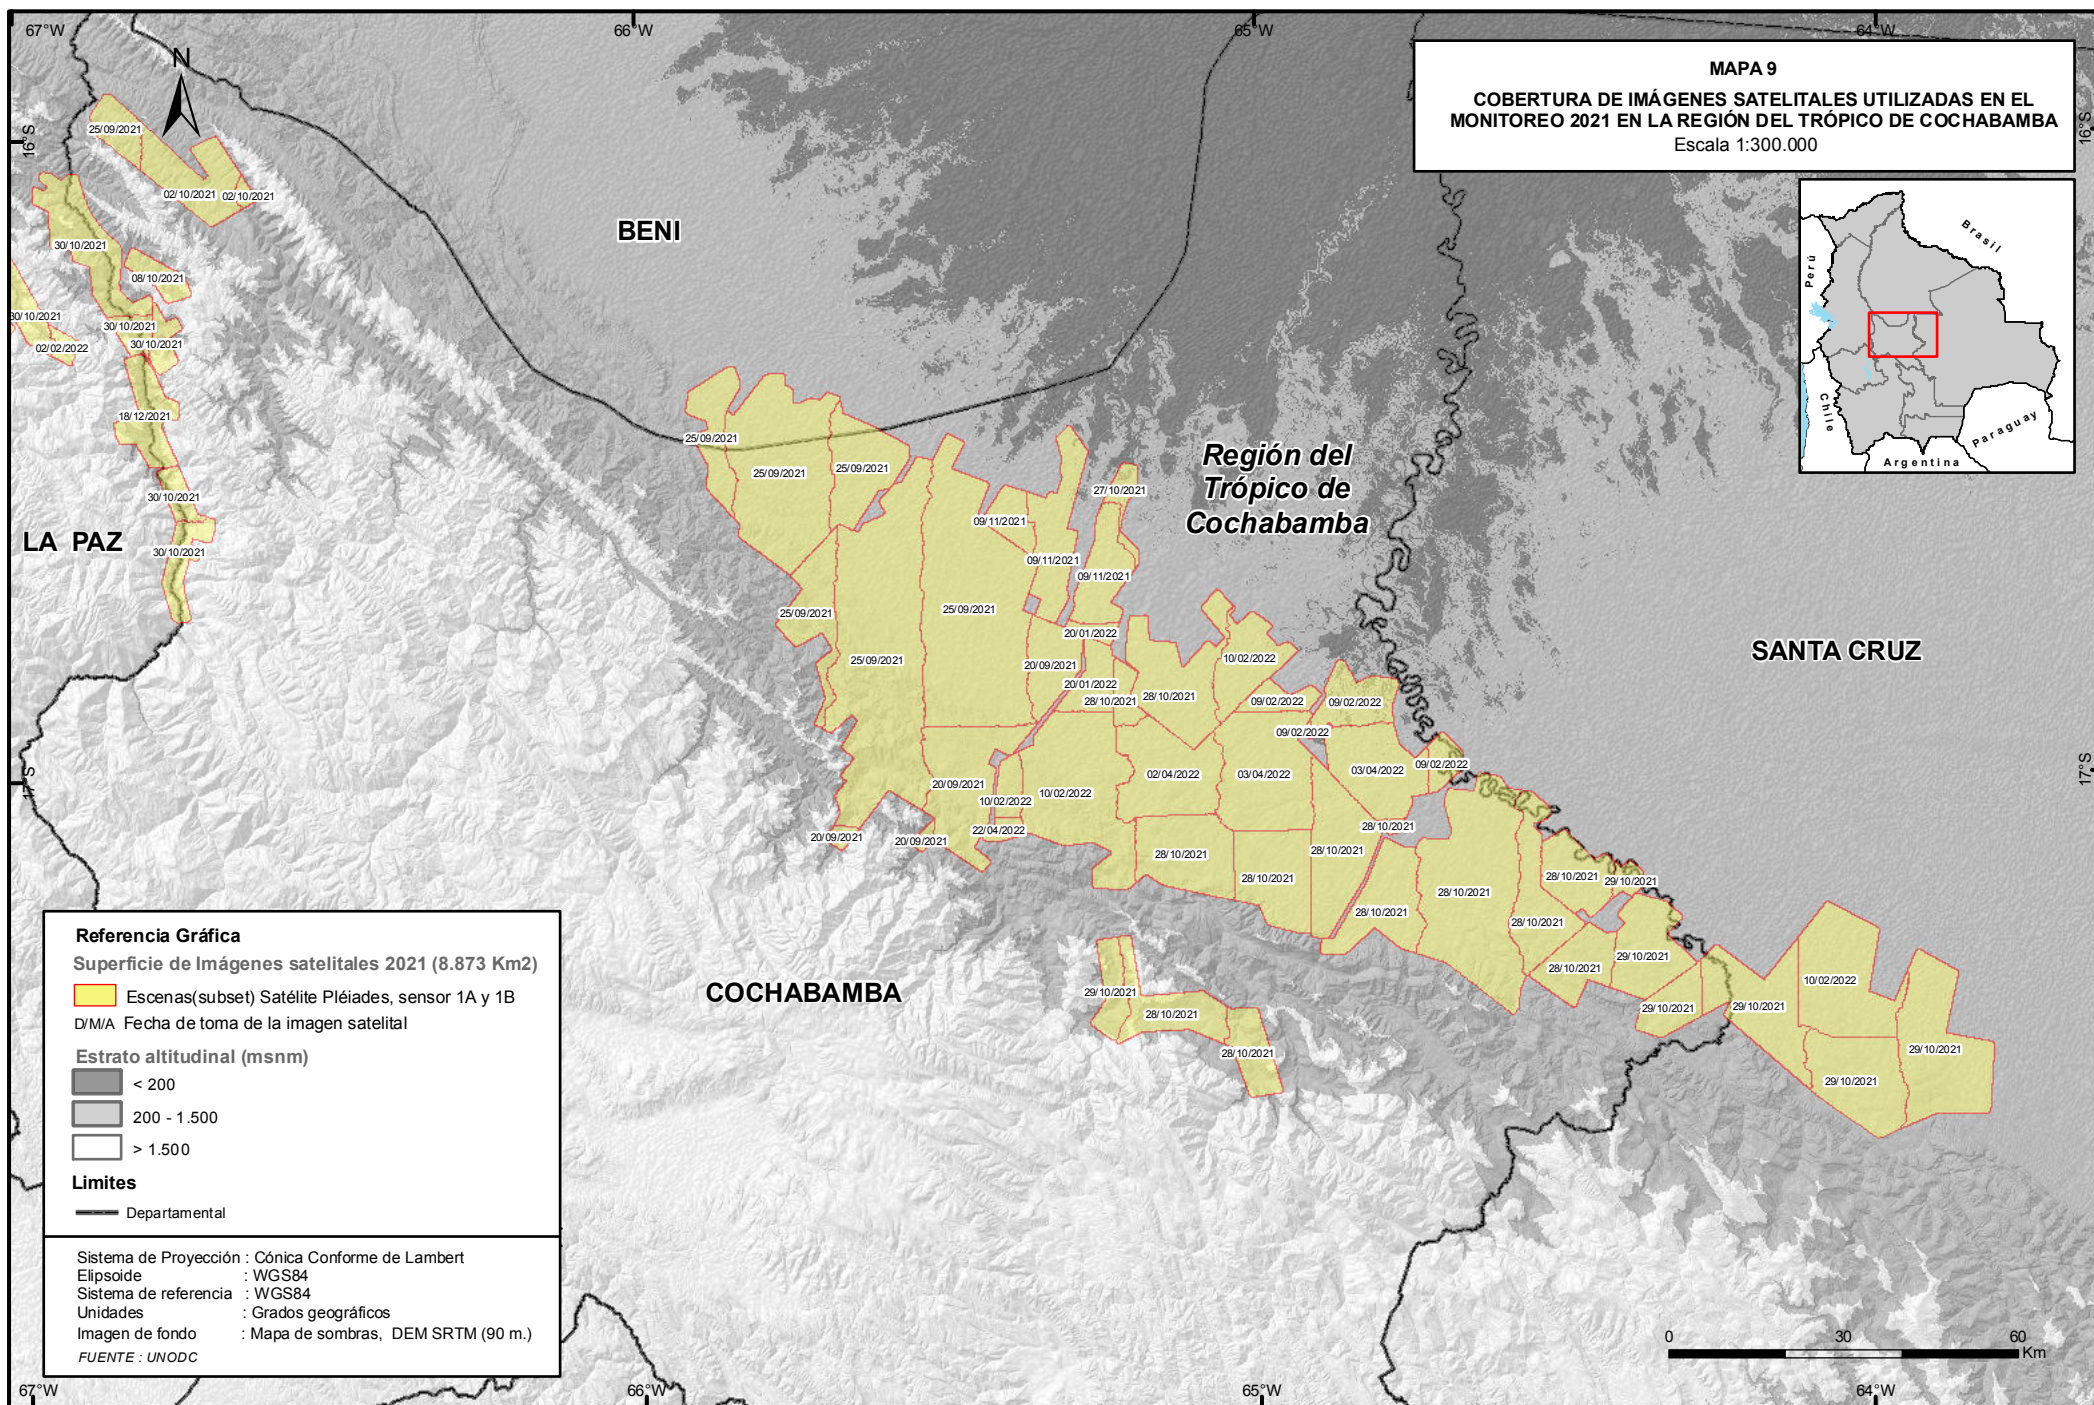 67°W
66°W
65°W
64°W
N
MAPA 9
COBERTURA DE IMÁGENES SATELITALES UTILIZADAS EN EL
MONITOREO 2021 EN LA REGIÓN DEL TRÓPICO DE COCHABAMBA
Escala 1:300.000
16°S
16°S
Brasil
Perú
Chile
Paraguay
Argentina
25/09/2021
02/10/2021
02/10/2021
30/10/2021
08/10/2021
30/10/2021
30/10/2021
30/10/2021
02/02/2022
18/12/2021
30/10/2021
30/10/2021
BENI
LA PAZ
Región del
Trópico de
Cochabamba
SANTA CRUZ
COCHABAMBA
25/09/2021
25/09/2021
25/09/2021
27/10/2021
09/11/2021
09/11/2021
09/11/2021
25/09/2021
25/09/2021
25/09/2021
20/01/2022
20/09/2021
20/01/2022
28/10/2021
28/10/2021
10/02/2022
09/02/2022
09/02/2022
09/02/2022
09/02/2022
02/04/2022
03/04/2022
03/04/2022
20/09/2021
10/02/2022
10/02/2022
22/04/2022
20/09/2021
20/09/2021
28/10/2021
28/10/2021
28/10/2021
28/10/2021
28/10/2021
28/10/2021
28/10/2021
29/10/2021
28/10/2021
28/10/2021
29/10/2021
28/10/2021
29/10/2021
29/10/2021
10/02/2022
29/10/2021
29/10/2021
29/10/2021
28/10/2021
28/10/2021
17°S
17°S
Referencia Gráfica
Superficie de Imágenes satelitales 2021 (8.873 Km2)
Escenas(subset) Satélite Pléiades, sensor 1A y 1B
D/M/A Fecha de toma de la imagen satelital
Estrato altitudinal (msnm)
< 200
200 - 1.500
> 1.500
Limites
Departamental
Sistema de Proyección : Cónica Conforme de Lambert
Elipsoide : WGS84
Sistema de referencia : WGS84
Unidades : Grados geográficos
Imagen de fondo : Mapa de sombras, DEM SRTM (90 m.)
FUENTE : UNODC
0 30 60
Km
67°W
66°W
65°W
64°W